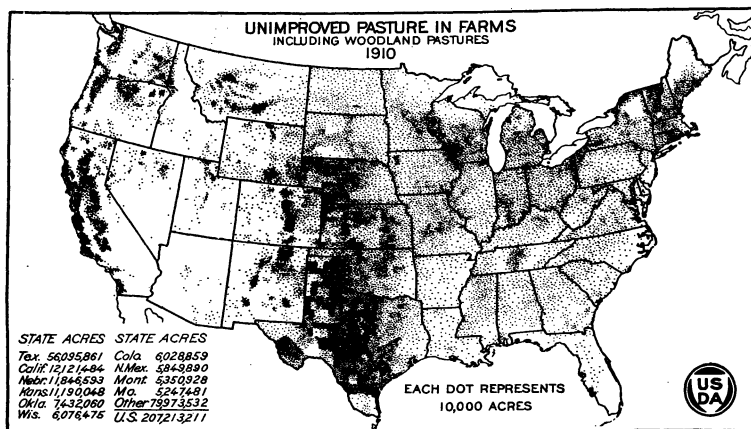 UNIMPROVED PASTURE IN FARMS
INCLUDING WOODLAND PASTURES
1910
STATE ACRES STATE ACRES
Tex. 56,095,861 Colo. 6,028,859
Calif. 12,121,484 N.Mex. 5,849,890
Nebr. 11,846,593 Mont. 5,350,928
Kans. 11,190,048 Mo. 5,247,481
Okla. 7,432,060 Other 79,973,532
Wis. 6,076,475 U.S. 207,213,211
EACH DOT REPRESENTS
10,000 ACRES
US
DA